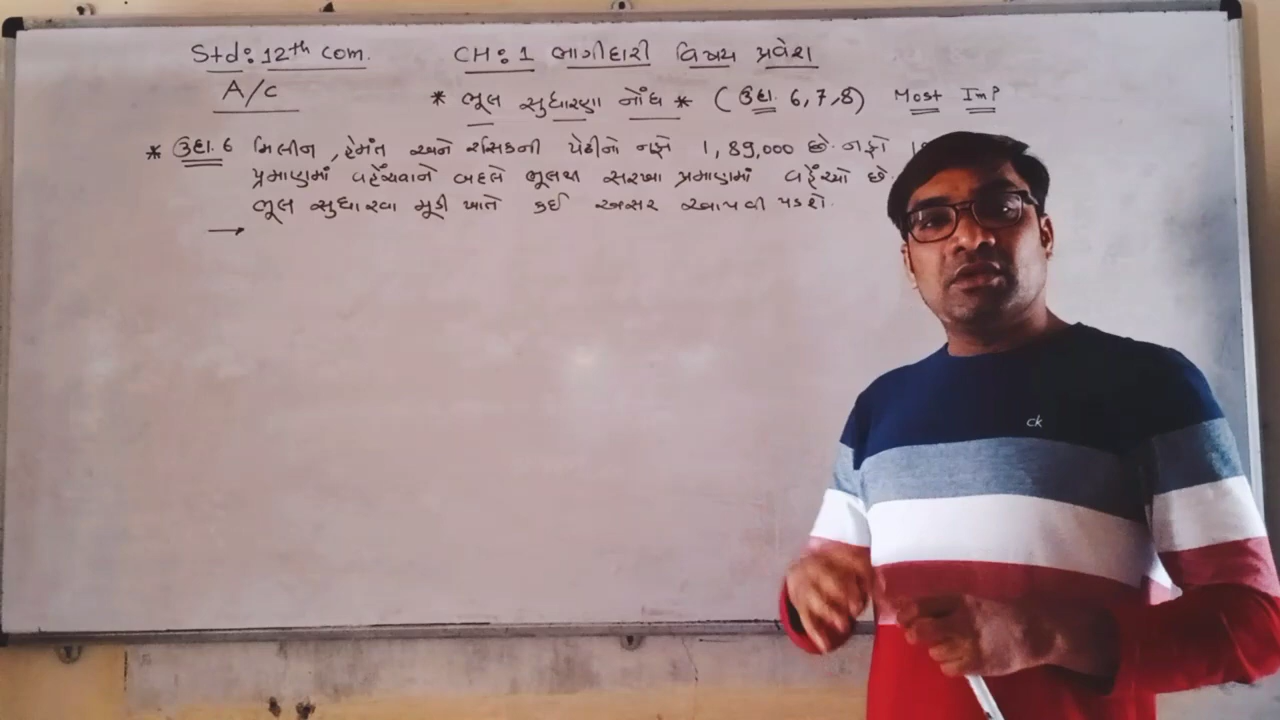 Std: 12th com. CH: 1 ભાગીદારી વિષય પ્રવેશ
A/c
* ભૂલ સુધારણા નોંધ * (ઉદા. 6,7,8) Most Imp
* ઉદા. 6 મિલીન, હેમંત અને રસિકની પેઢીનો નફો 1,89,000 છે. નફો
પ્રમાણમાં વહેંચવાને બદલે ભૂલથી સરખા પ્રમાણમાં વહેંચ્યો છે.
ભૂલ સુધારવા મૂડી ખાતે કઈ અસર આપવી પડશે.
→
ck